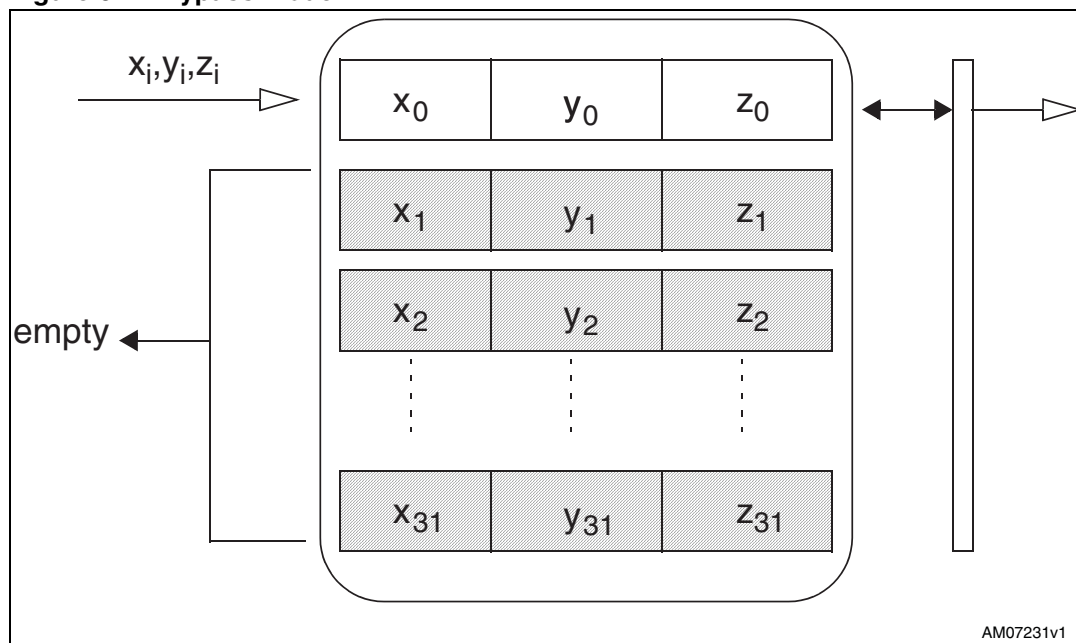 xi,yi,zi
x0 y0 z0
x1 y1 z1
x2 y2 z2
empty
x31 y31 z31
AM07231v1